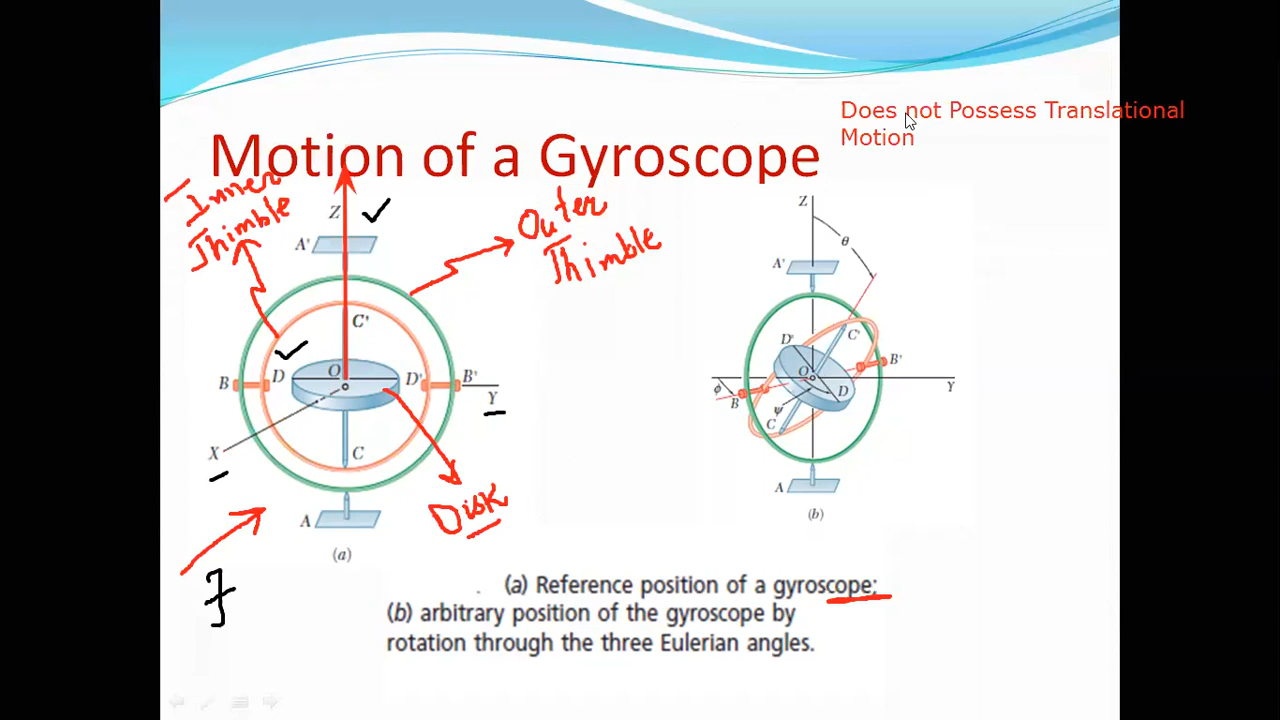 Does not Possess Translational
Motion
Motion of a Gyroscope
Inner
Thimble
Outer
Thimble
Z
A'
C'
B
D
O
D'
B'
Y
X
C
A
Disk
(a)
Z
θ
A'
C'
D'
B'
O
Y
ϕ
B
D
ψ
C
A
(b)
(a) Reference position of a gyroscope;
(b) arbitrary position of the gyroscope by
rotation through the three Eulerian angles.